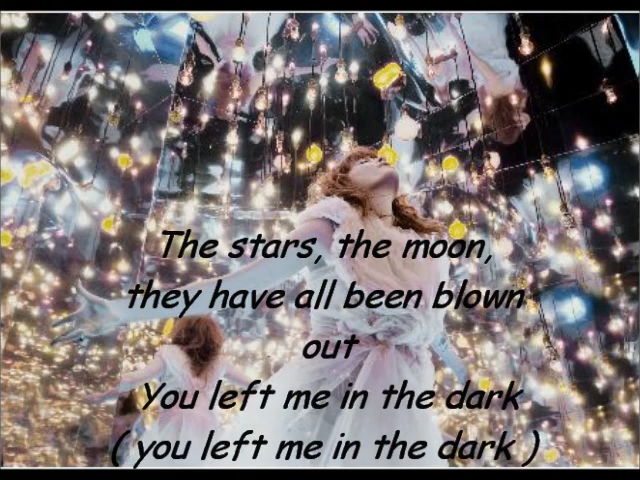 The stars, the moon,
they have all been blown
out
You left me in the dark
( you left me in the dark )